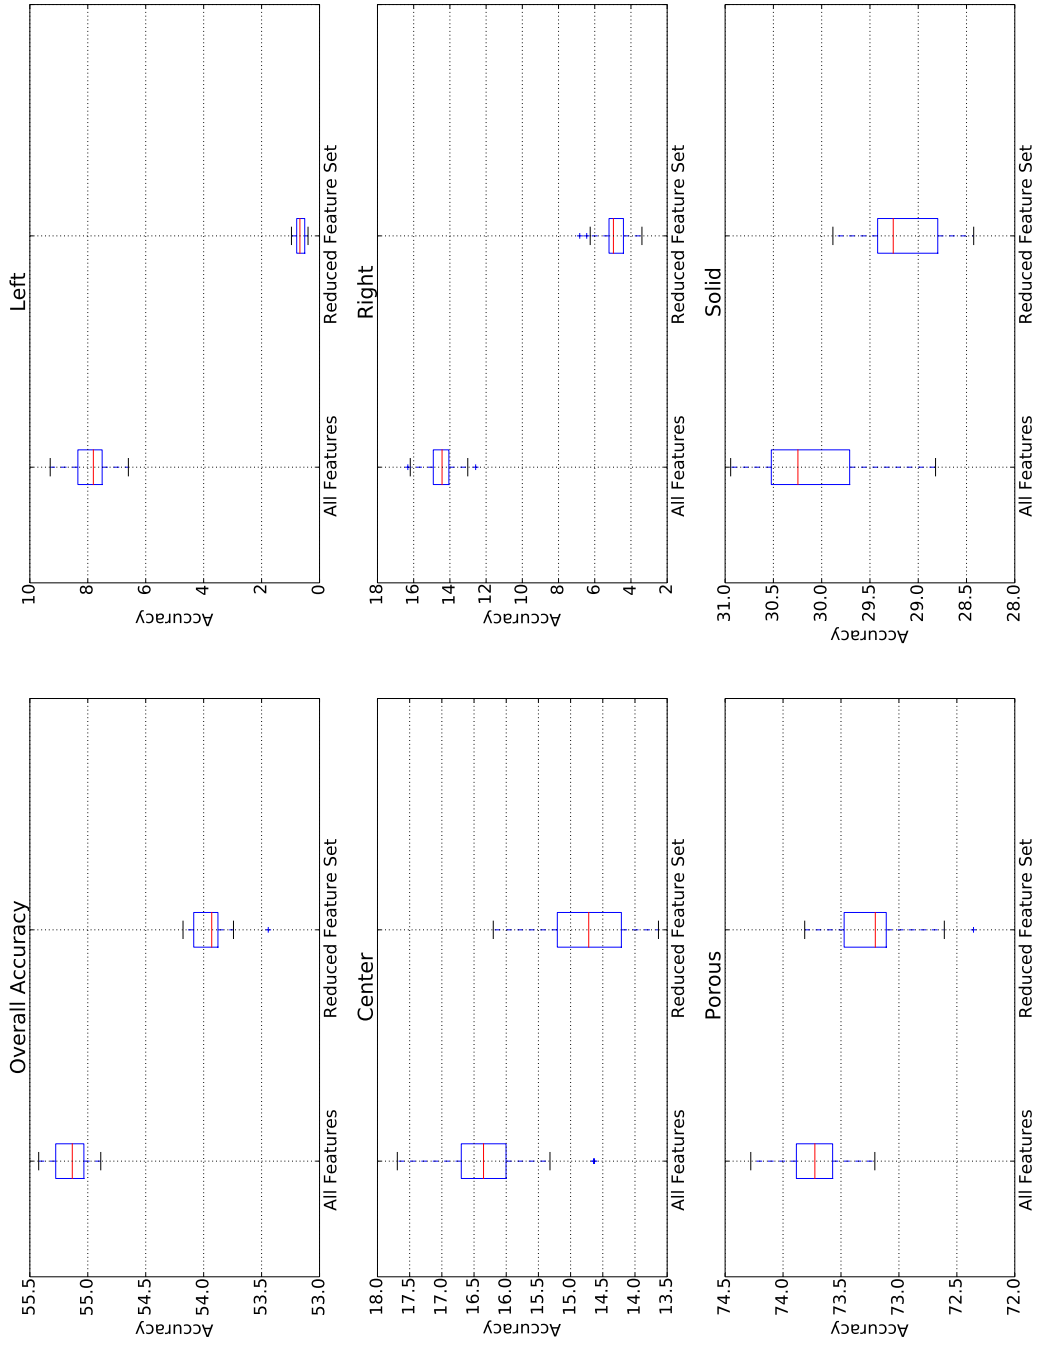 Overall Accuracy
Accuracy
55.5
55.0
54.5
54.0
53.5
53.0
All Features
Reduced Feature Set
Left
Accuracy
10
8
6
4
2
0
All Features
Reduced Feature Set
Center
Accuracy
18.0
17.5
17.0
16.5
16.0
15.5
15.0
14.5
14.0
13.5
All Features
Reduced Feature Set
Right
Accuracy
18
16
14
12
10
8
6
4
2
All Features
Reduced Feature Set
Porous
Accuracy
74.5
74.0
73.5
73.0
72.5
72.0
All Features
Reduced Feature Set
Solid
Accuracy
31.0
30.5
30.0
29.5
29.0
28.5
28.0
All Features
Reduced Feature Set